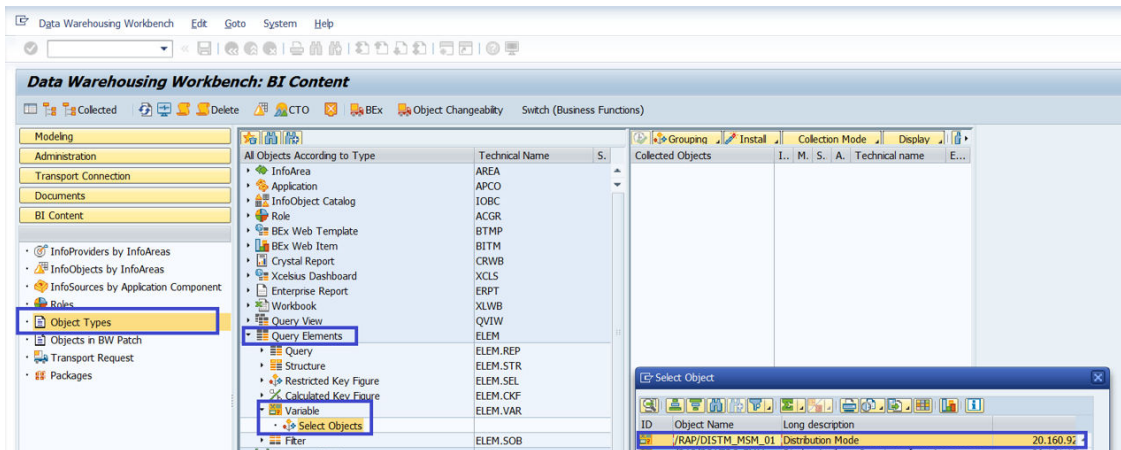 Data Warehousing Workbench Edit Goto System Help
Data Warehousing Workbench: BI Content
Collected Delete CTO BEx Object Changeability Switch (Business Functions)
Modeling
Administration
Transport Connection
Documents
BI Content
InfoProviders by InfoAreas
InfoObjects by InfoAreas
InfoSources by Application Component
Roles
Object Types
Objects in BW Patch
Transport Request
Packages
All Objects According to Type Technical Name S.
InfoArea AREA
Application APCO
InfoObject Catalog IOBC
Role ACGR
BEx Web Template BTMP
BEx Web Item BITM
Crystal Report CRWB
Xcelsius Dashboard XCLS
Enterprise Report ERPT
Workbook XLWB
Query View QVIW
Query Elements ELEM
Query ELEM.REP
Structure ELEM.STR
Restricted Key Figure ELEM.SEL
Calculated Key Figure ELEM.CKF
Variable ELEM.VAR
Select Objects
Filter ELEM.SOB
Grouping Install Collection Mode Display
Collected Objects I.. M. S.. A. Technical name E...
Select Object
ID Object Name Long description
/RAP/DISTM_MSM_01 Distribution Mode 20.160.92